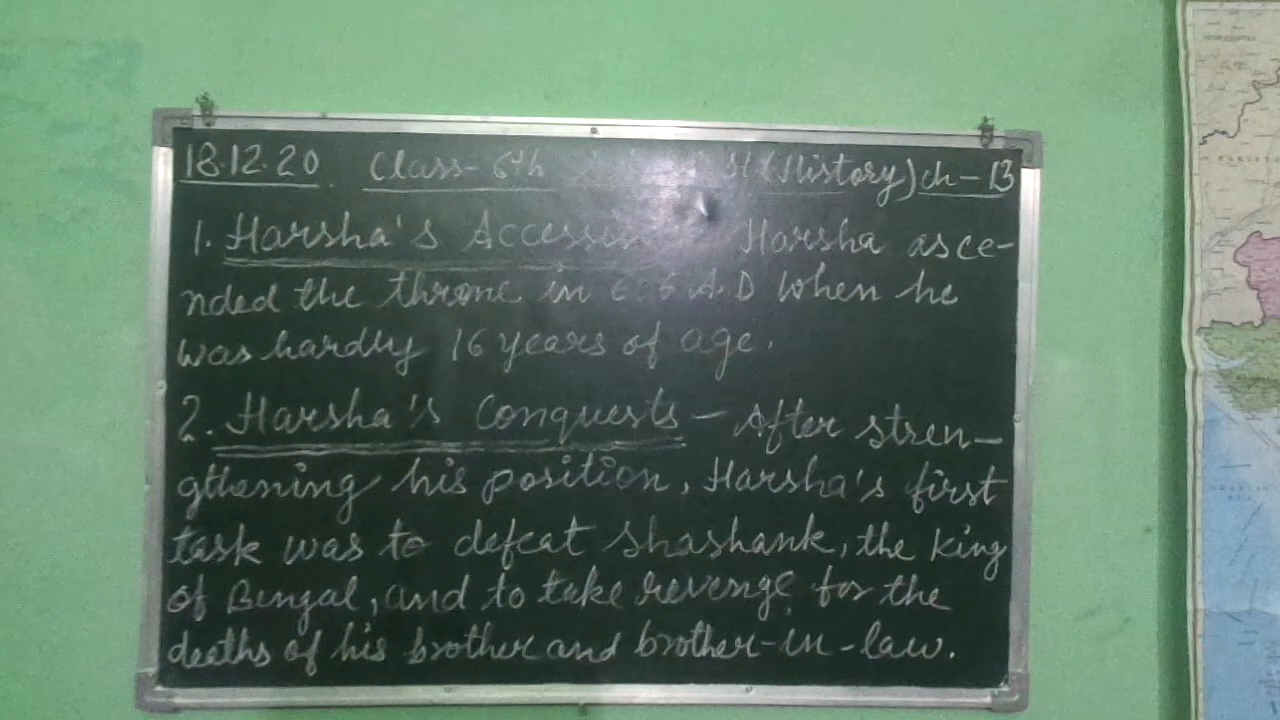 18.12.20 Class-6th (History) ch-13
1. Harsha's Harsha asce-
nded the throne in 606 A.D When he
was hardly 16 years of age.
2. Harsha's Conquests - After stren-
gthening his position, Harsha's first
task was to defeat Shashank, the King
of Bengal, and to take revenge for the
deaths of his brother and brother-in-law.